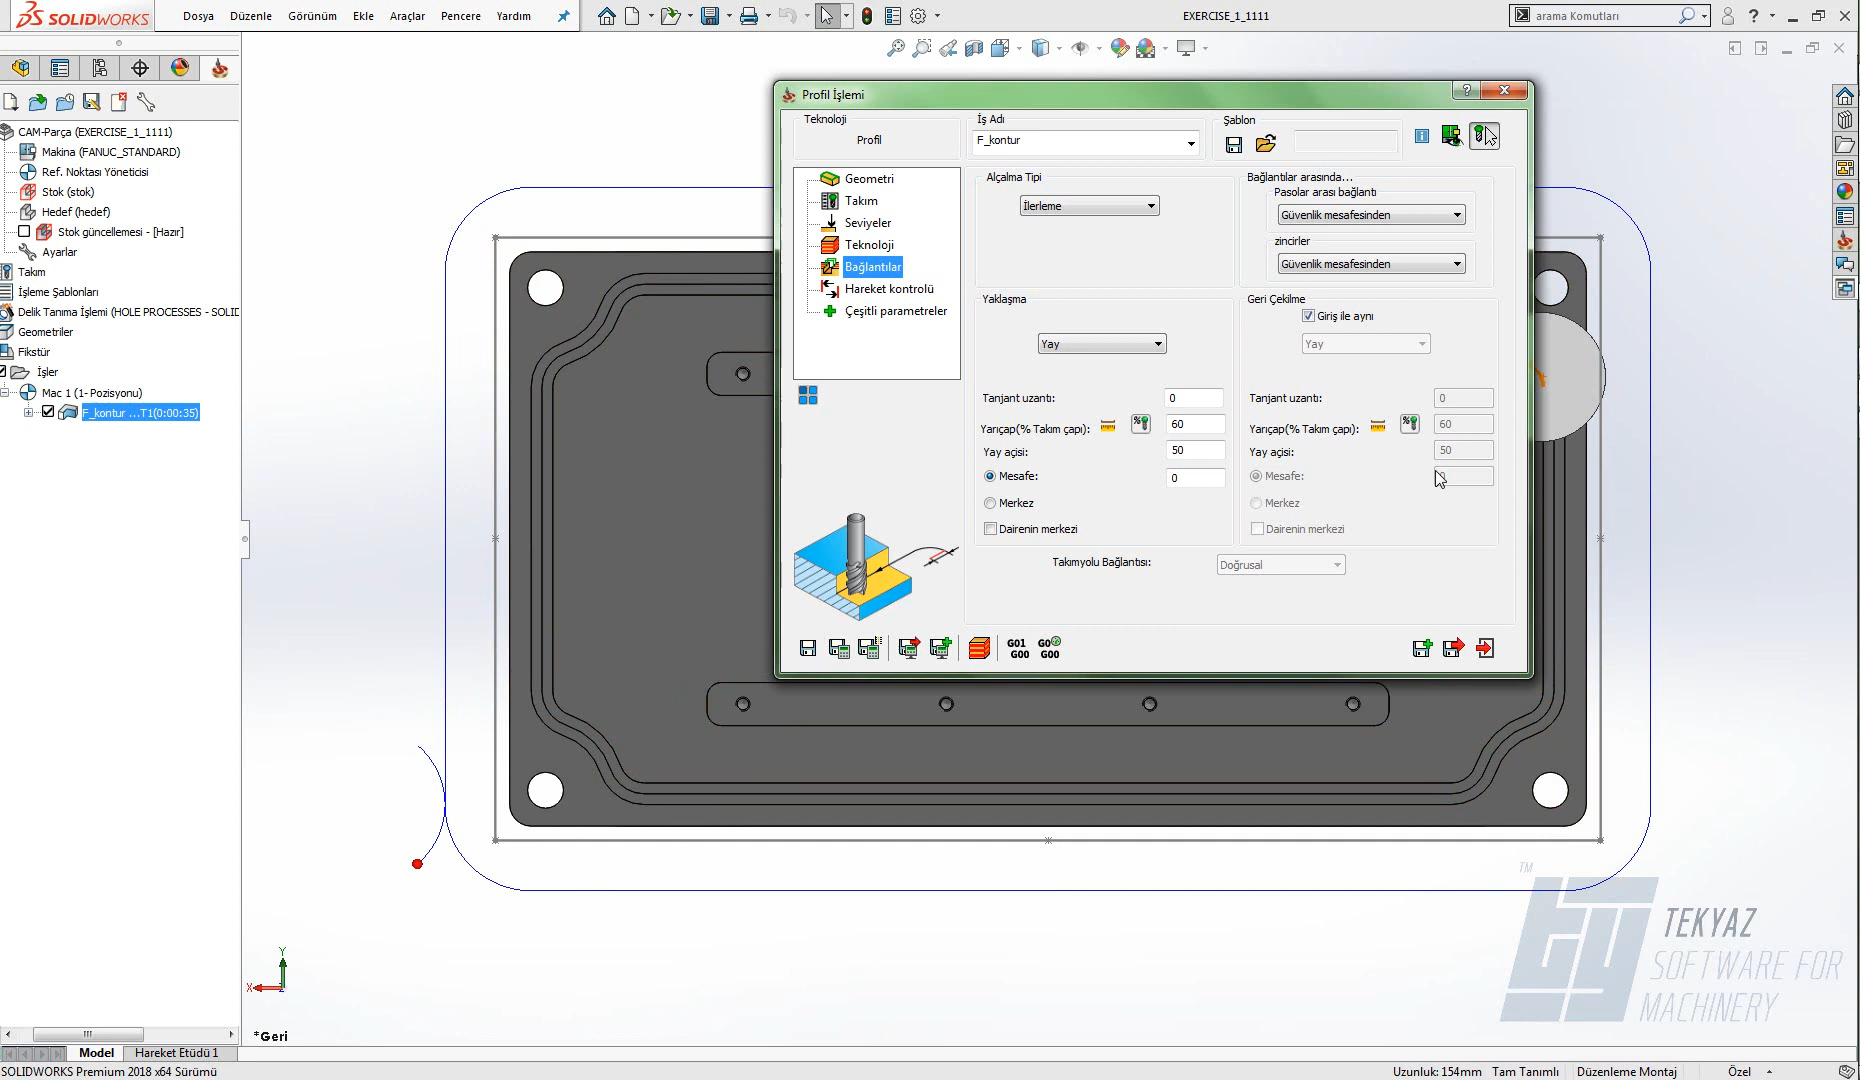 SOLIDWORKS
Dosya Düzenle Görünüm Ekle Araçlar Pencere Yardım
EXERCISE_1_1111
arama Komutları
CAM-Parça (EXERCISE_1_1111)
Makina (FANUC_STANDARD)
Ref. Noktası Yöneticisi
Stok (stok)
Hedef (hedef)
Stok güncellemesi - [Hazır]
Ayarlar
Takım
İşleme Şablonları
Delik Tanıma İşlemi (HOLE PROCESSES - SOLID
Geometriler
Fikstür
İşler
Mac 1 (1- Pozisyonu)
F_kontur ...T1(0:00:35)
Profil İşlemi
Teknoloji
Profil
İş Adı
F_kontur
Şablon
Geometri
Takım
Seviyeler
Teknoloji
Bağlantılar
Hareket kontrolü
Çeşitli parametreler
Alçalma Tipi
İlerleme
Bağlantılar arasında...
Pasolar arası bağlantı
Güvenlik mesafesinden
zincirler
Güvenlik mesafesinden
Yaklaşma
Yay
Tanjant uzantı: 0
Yarıçap(% Takım çapı): 60
Yay açisi: 50
Mesafe: 0
Merkez
Dairenin merkezi
Geri Çekilme
Giriş ile aynı
Yay
Tanjant uzantı: 0
Yarıçap(% Takım çapı): 60
Yay açisi: 50
Mesafe:
Merkez
Dairenin merkezi
Takımyolu Bağlantısı: Doğrusal
G01 G0
G00 G00
Y
X
Z
*Geri
TM
TEKYAZ
SOFTWARE FOR
MACHINERY
Model Hareket Etüdü 1
SOLIDWORKS Premium 2018 x64 Sürümü
Uzunluk: 154mm Tam Tanımlı Düzenleme Montaj Özel